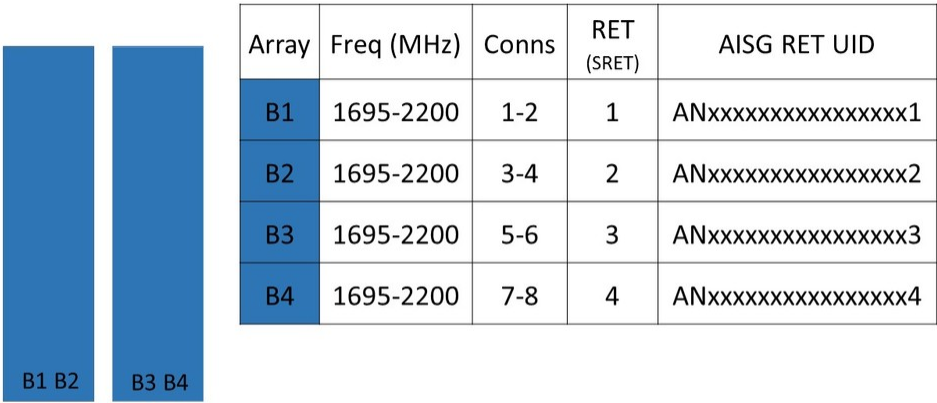 Array Freq (MHz) Conns RET (SRET) AISG RET UID
B1 1695-2200 1-2 1 ANxxxxxxxxxxxxxxxx1
B2 1695-2200 3-4 2 ANxxxxxxxxxxxxxxxx2
B3 1695-2200 5-6 3 ANxxxxxxxxxxxxxxxx3
B4 1695-2200 7-8 4 ANxxxxxxxxxxxxxxxx4
B1 B2 B3 B4